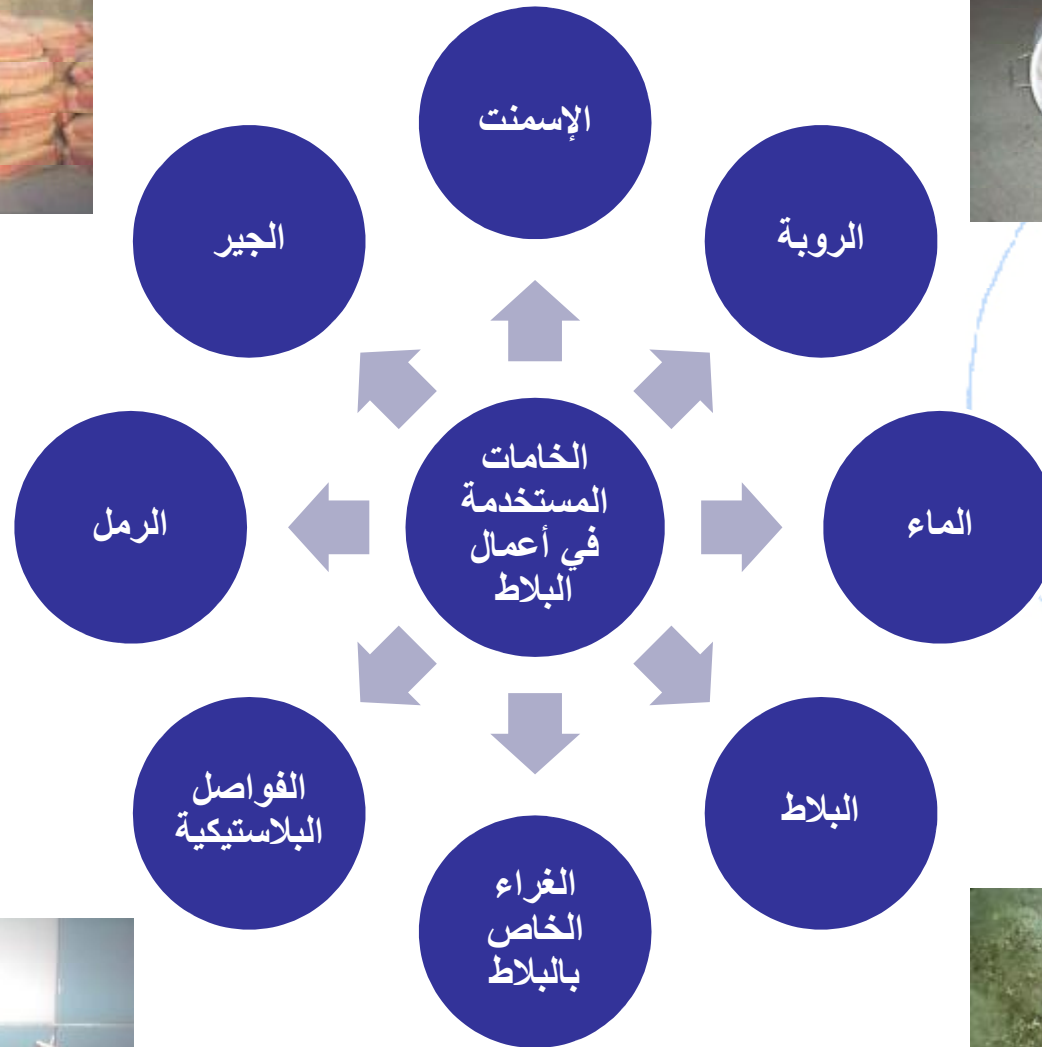 الإسمنت
الروبة
الجير
الخامات
المستخدمة
في أعمال
البلاط
الماء
الرمل
البلاط
الفواصل
البلاستيكية
الغراء
الخاص
بالبلاط